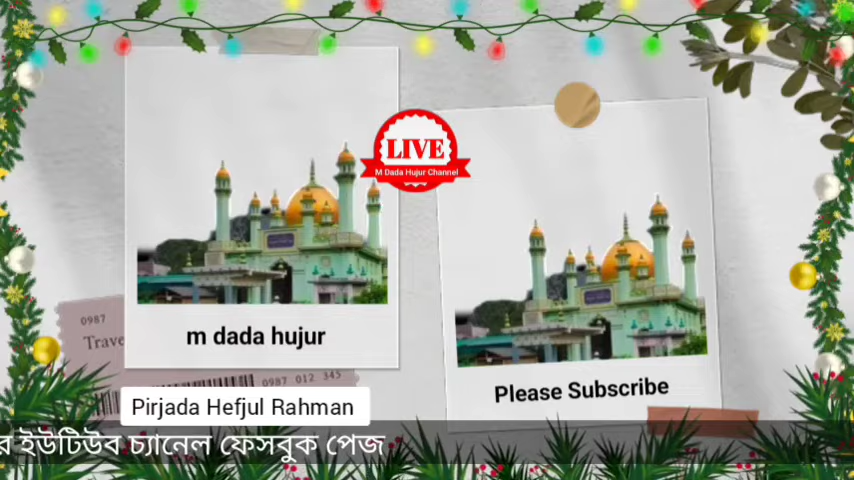 LIVE
M Dada Hujur Channel
m dada hujur
Please Subscribe
0987
Trave
0987 012 345
Pirjada Hefjul Rahman
র ইউটিউব চ্যানেল ফেসবুক পেজ